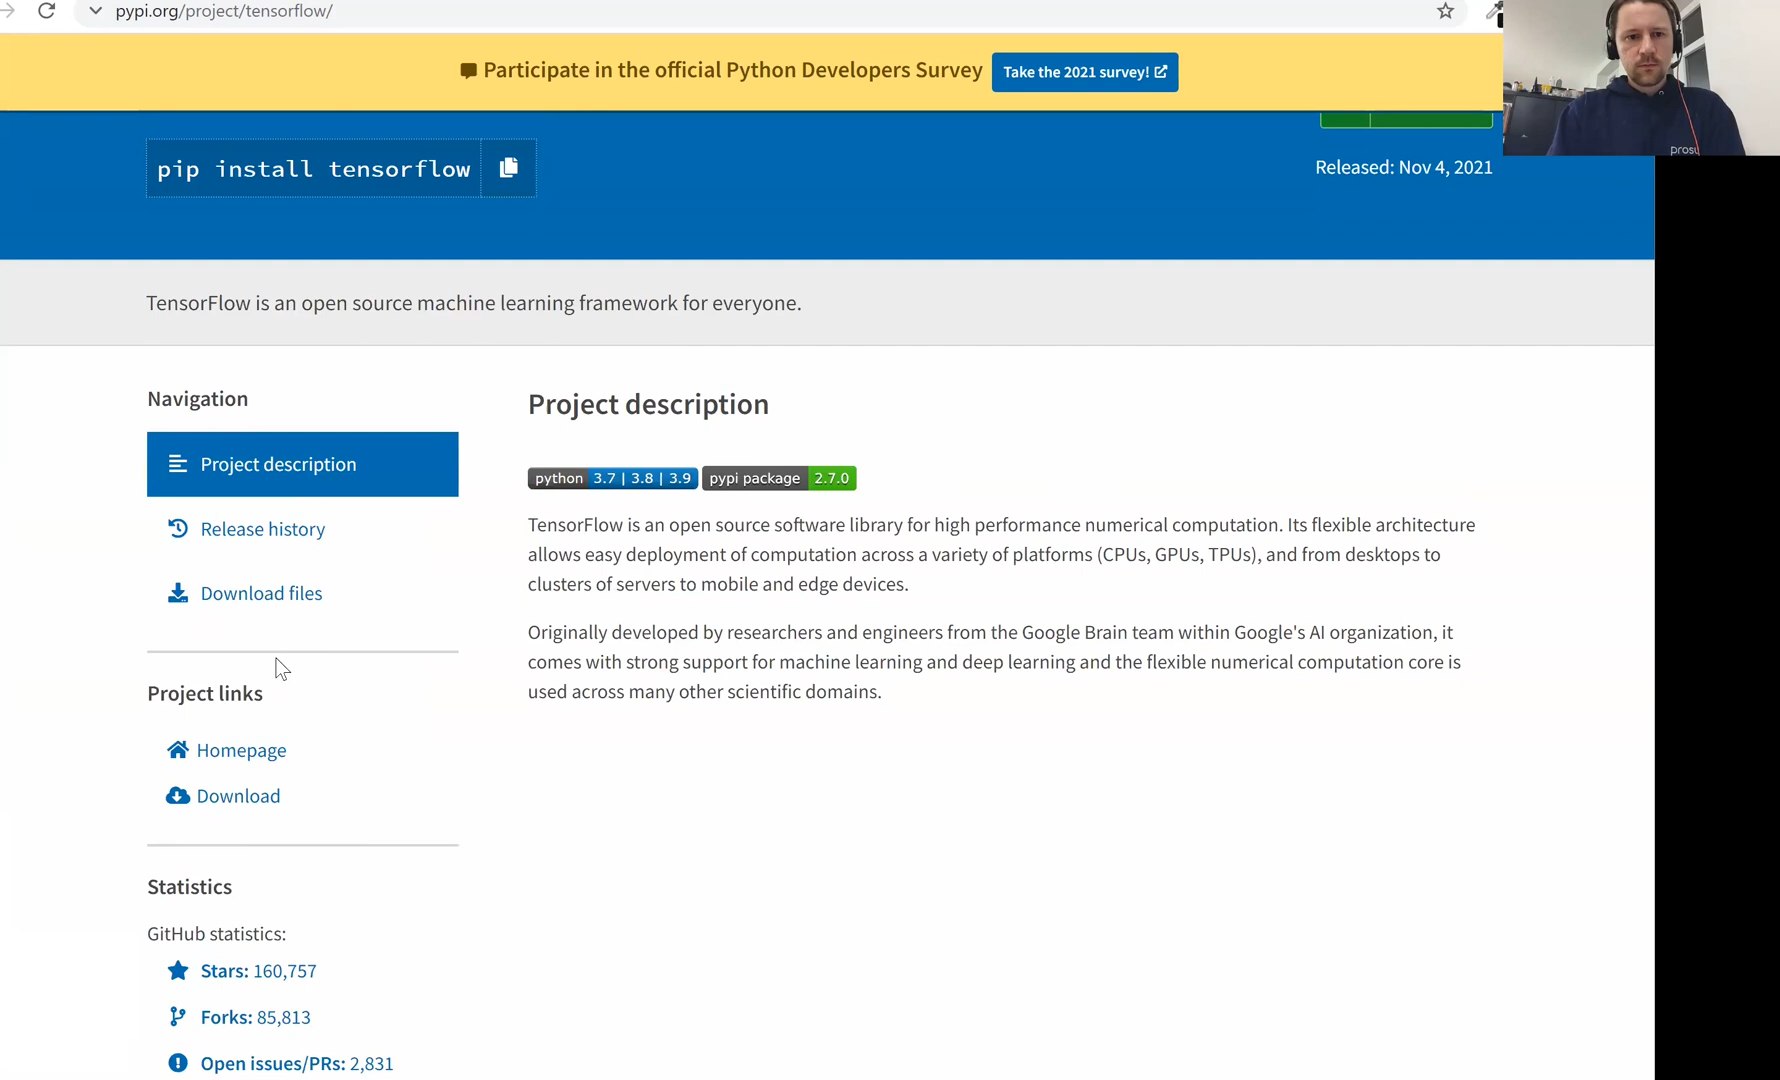 pypi.org/project/tensorflow/
Participate in the official Python Developers Survey
Take the 2021 survey!
pip install tensorflow
Released: Nov 4, 2021
TensorFlow is an open source machine learning framework for everyone.
Navigation
Project description
Release history
Download files
Project links
Homepage
Download
Statistics
GitHub statistics:
Stars: 160,757
Forks: 85,813
Open issues/PRs: 2,831
Project description
python 3.7 | 3.8 | 3.9 pypi package 2.7.0
TensorFlow is an open source software library for high performance numerical computation. Its flexible architecture
allows easy deployment of computation across a variety of platforms (CPUs, GPUs, TPUs), and from desktops to
clusters of servers to mobile and edge devices.
Originally developed by researchers and engineers from the Google Brain team within Google's AI organization, it
comes with strong support for machine learning and deep learning and the flexible numerical computation core is
used across many other scientific domains.